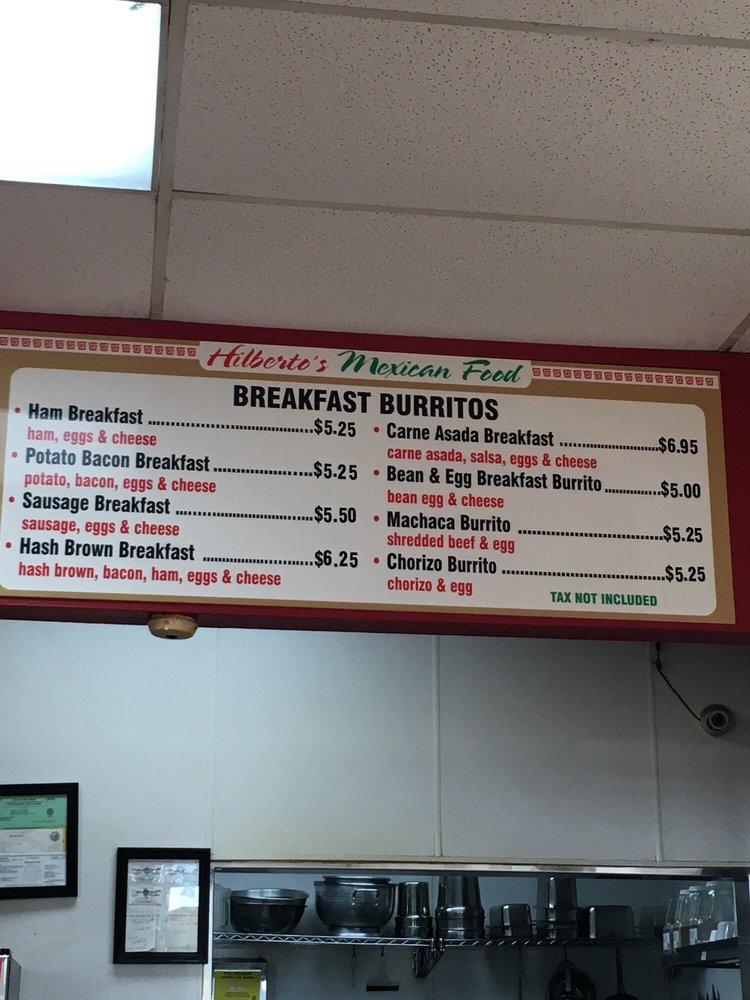 Hilberto's Mexican Food
BREAKFAST BURRITOS
• Ham Breakfast ........................................$5.25
ham, eggs & cheese
• Potato Bacon Breakfast .....................$5.25
potato, bacon, eggs & cheese
• Sausage Breakfast .............................$5.50
sausage, eggs & cheese
• Hash Brown Breakfast .......................$6.25
hash brown, bacon, ham, eggs & cheese
• Carne Asada Breakfast .....................$6.95
carne asada, salsa, eggs & cheese
• Bean & Egg Breakfast Burrito.............$5.00
bean egg & cheese
• Machaca Burrito ................................$5.25
shredded beef & egg
• Chorizo Burrito ....................................$5.25
chorizo & egg
TAX NOT INCLUDED